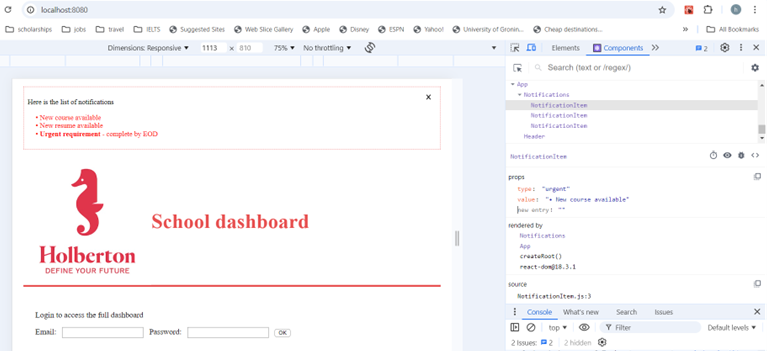 localhost:8080
scholarships travel IELTS Suggested Sites Web Slice Gallery Apple Disney ESPN Yahoo! University of Gronin... Cheap destinations... » All Bookmarks
Dimensions: Responsive ▼ 1113 × 810 75% ▼ No throttling ▼
Elements Components » 2
Search (text or /regex/)
App
Notifications
NotificationItem
NotificationItem
NotificationItem
Header
NotificationItem
props
type: "urgent"
value: "• New course available"
new entry: ""
rendered by
Notifications
App
createRoot()
react-dom@18.3.1
source
NotificationItem.js:3
Console What's new Search Issues
top ▼ Filter Default levels ▼
2 Issues: 2 2 hidden
Here is the list of notifications
• New course available
• New resume available
• Urgent requirement - complete by EOD
Holberton
DEFINE YOUR FUTURE
School dashboard
Login to access the full dashboard
Email: Password: OK